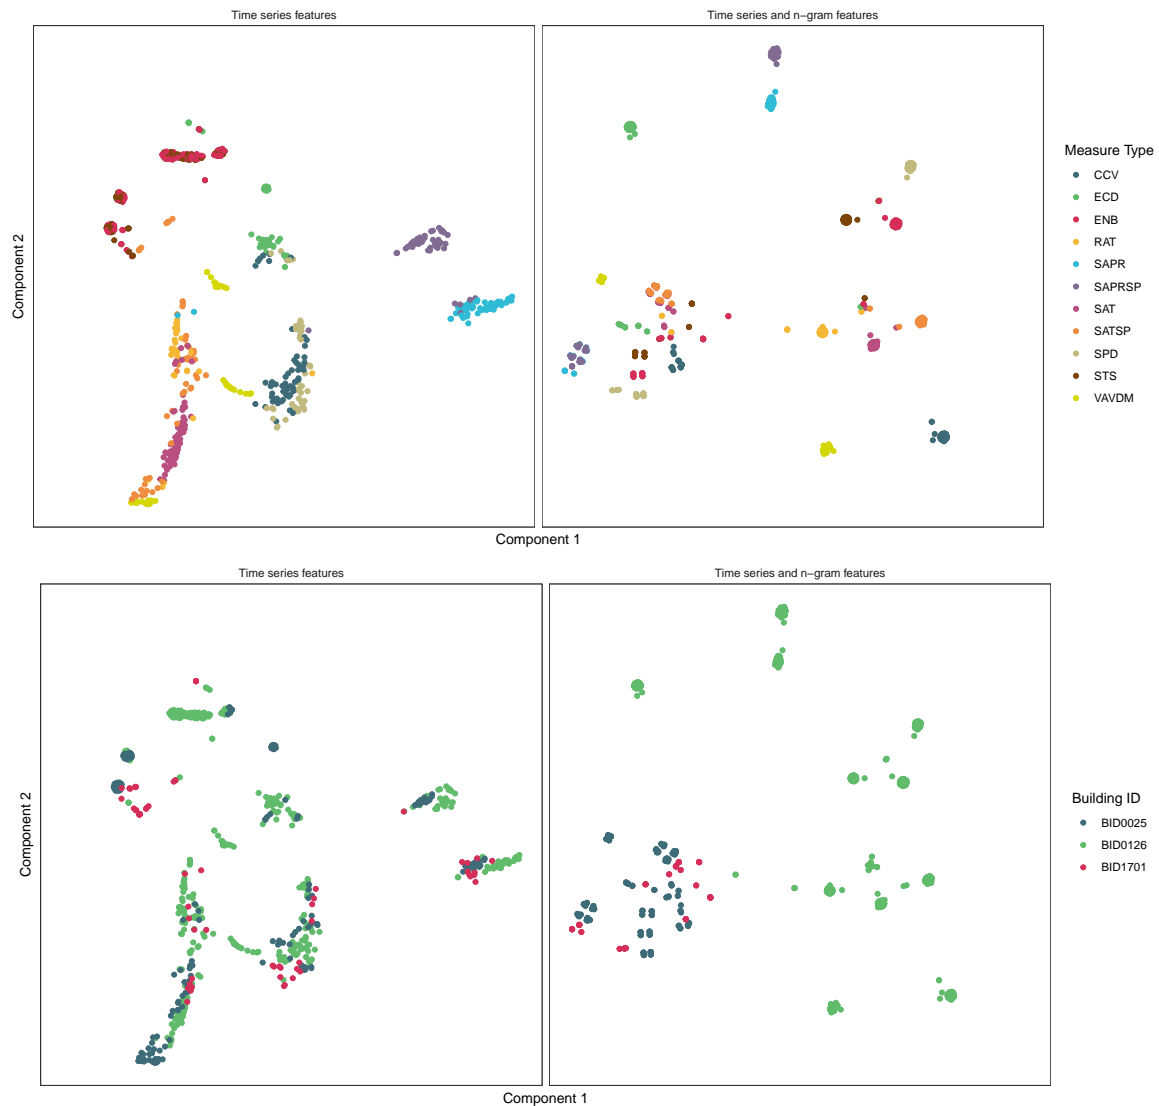 Time series features
Time series and n−gram features
Component 2
Component 1
Measure Type
CCV
ECD
ENB
RAT
SAPR
SAPRSP
SAT
SATSP
SPD
STS
VAVDM
Time series features
Time series and n−gram features
Component 2
Component 1
Building ID
BID0025
BID0126
BID1701